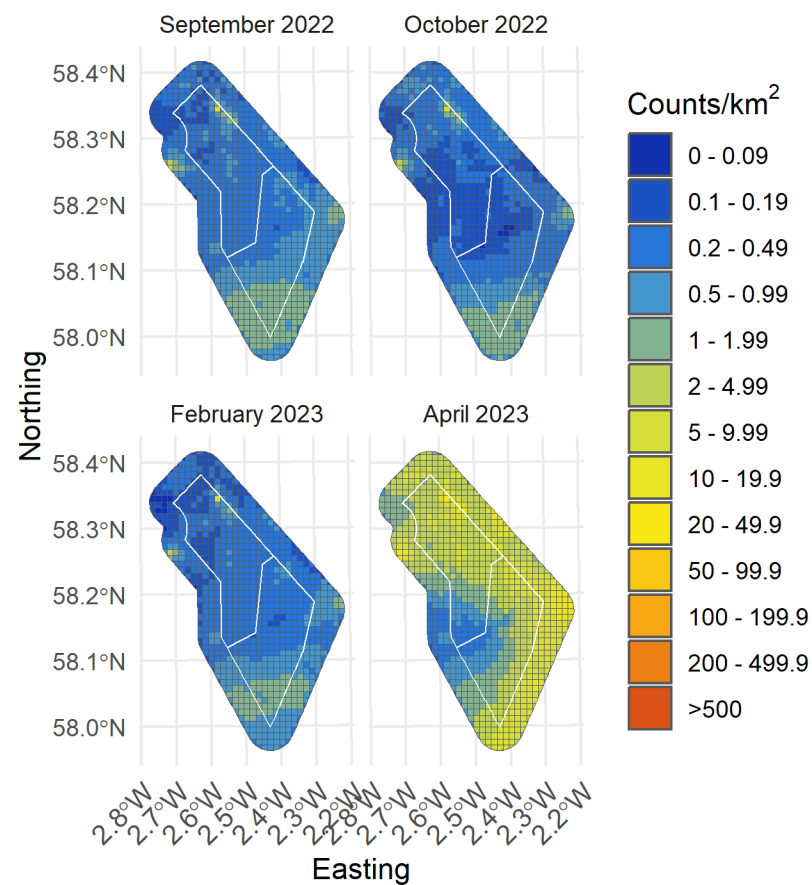 September 2022
October 2022
58.4°N
58.3°N
58.2°N
58.1°N
58.0°N
February 2023
April 2023
58.4°N
58.3°N
58.2°N
58.1°N
58.0°N
Northing
2.8°W
2.7°W
2.6°W
2.5°W
2.4°W
2.3°W
2.2°W
2.8°W
2.7°W
2.6°W
2.5°W
2.4°W
2.3°W
2.2°W
Easting
Counts/km²
0 - 0.09
0.1 - 0.19
0.2 - 0.49
0.5 - 0.99
1 - 1.99
2 - 4.99
5 - 9.99
10 - 19.9
20 - 49.9
50 - 99.9
100 - 199.9
200 - 499.9
>500